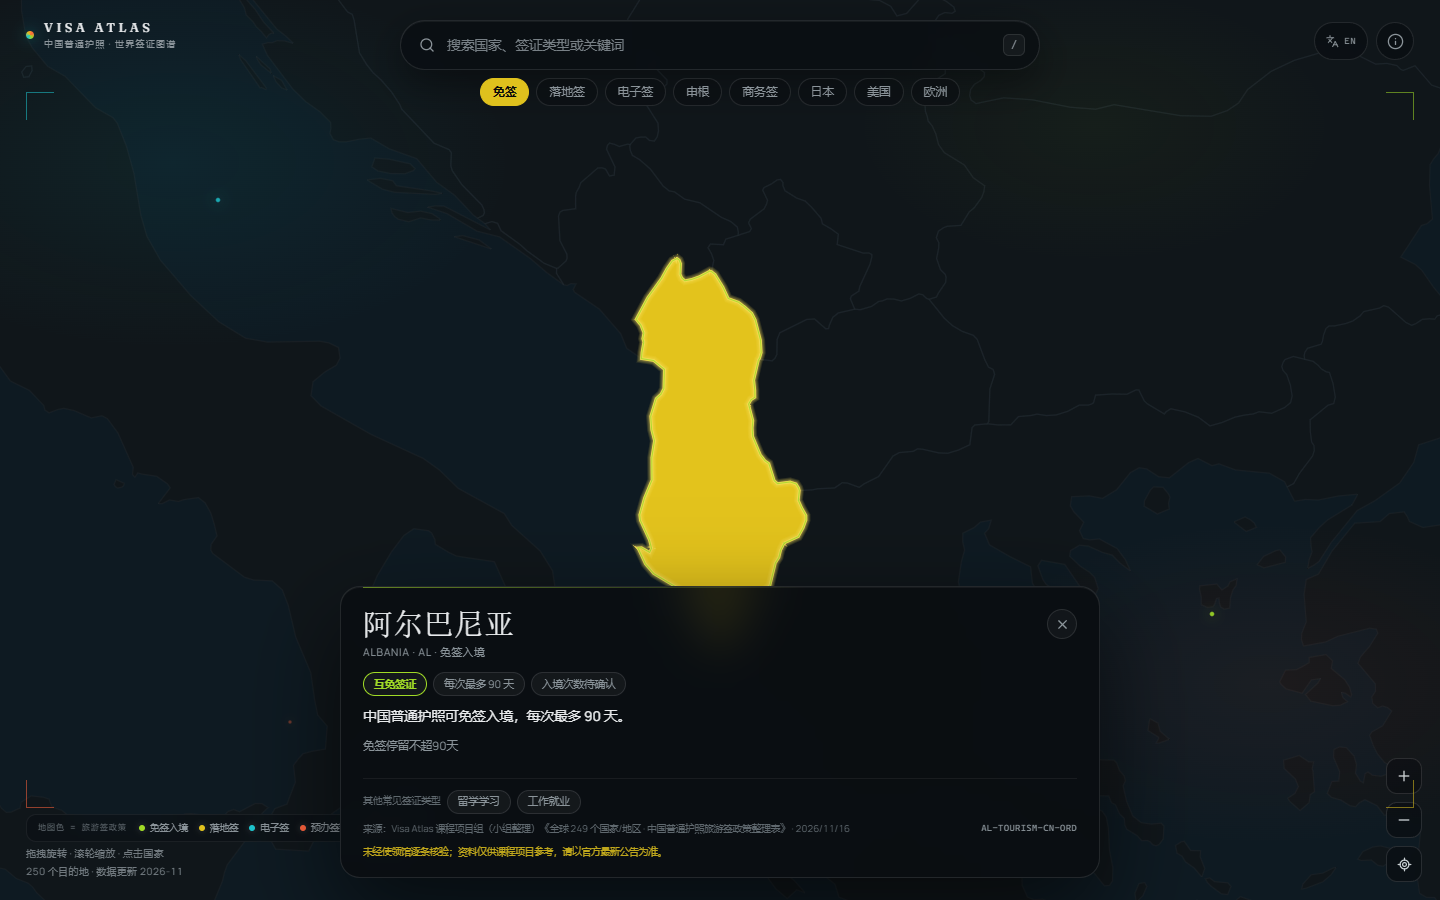 VISA ATLAS
中国普通护照 · 世界签证图谱
搜索国家、签证类型或关键词
/
EN
免签
落地签
电子签
申根
商务签
日本
美国
欧洲
阿尔巴尼亚
ALBANIA · AL · 免签入境
互免签证
每次最多 90 天
入境次数待确认
中国普通护照可免签入境，每次最多 90 天。
免签停留不超90天
其他常见签证类型
留学学习
工作就业
来源：Visa Atlas 课程项目组（小组整理）《全球 249 个国家/地区 · 中国普通护照旅游签政策整理表》 · 2026/11/16
AL-TOURISM-CN-ORD
未经使领馆逐条核验；资料仅供课程项目参考，请以官方最新公告为准。
地图色 = 旅游签政策
免签入境
落地签
电子签
预约签
拖拽旋转 · 滚轮缩放 · 点击国家
250 个目的地 · 数据更新 2026-11